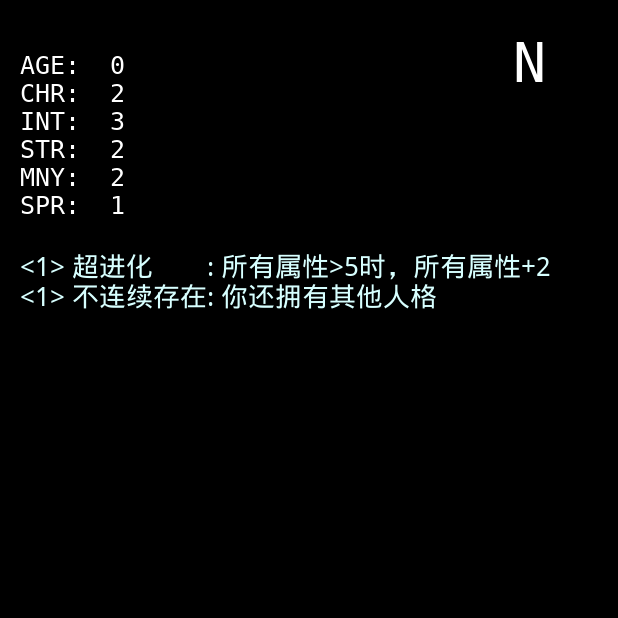 N
AGE: 0
CHR: 2
INT: 3
STR: 2
MNY: 2
SPR: 1
<1> 超进化 : 所有属性>5时，所有属性+2
<1> 不连续存在: 你还拥有其他人格